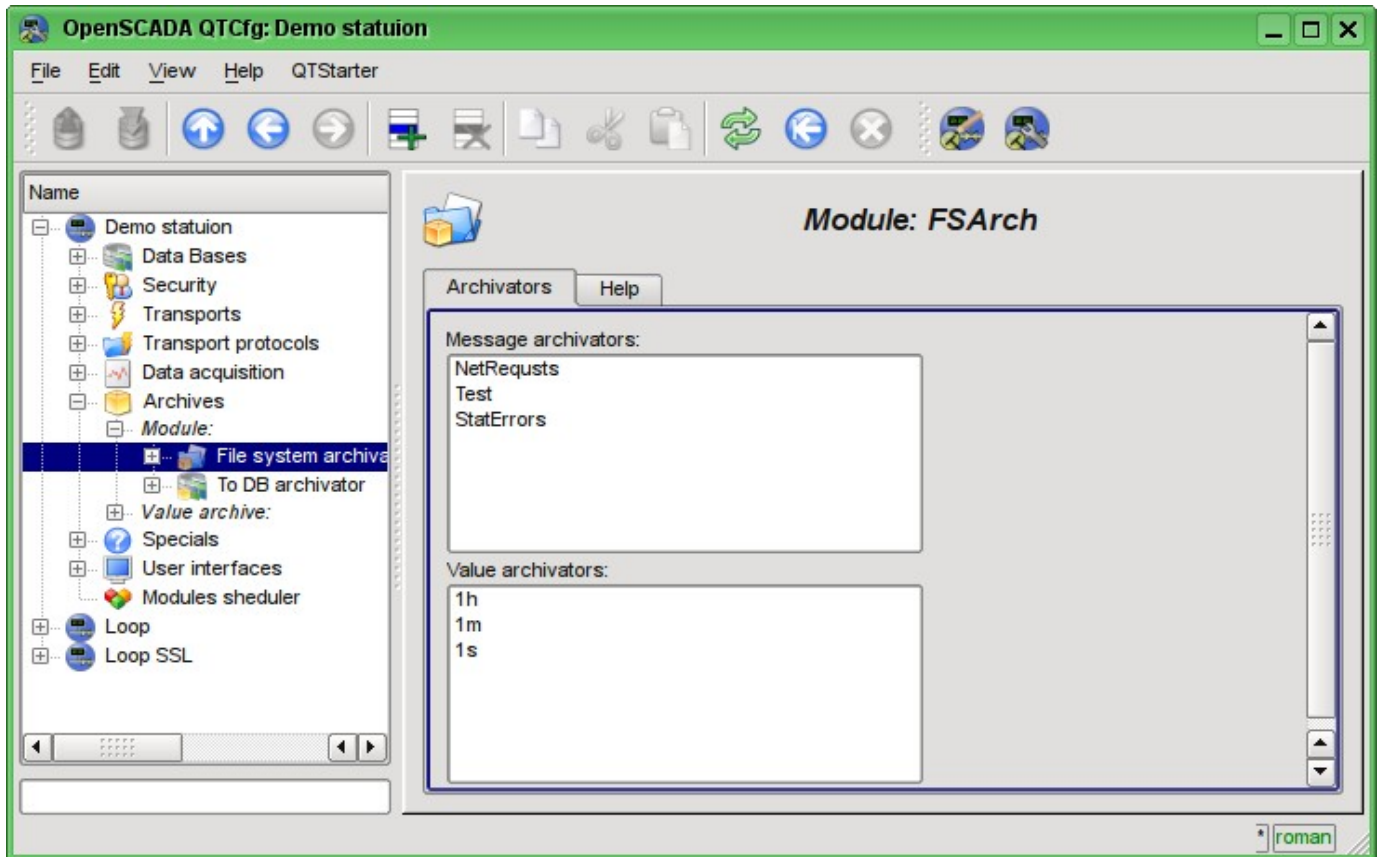 OpenSCADA QTCfg: Demo statuion
File Edit View Help QTStarter
Name
Demo statuion
Data Bases
Security
Transports
Transport protocols
Data acquisition
Archives
Module:
File system archiva
To DB archivator
Value archive:
Specials
User interfaces
Modules sheduler
Loop
Loop SSL
Module: FSArch
Archivators Help
Message archivators:
NetRequsts
Test
StatErrors
Value archivators:
1h
1m
1s
* roman